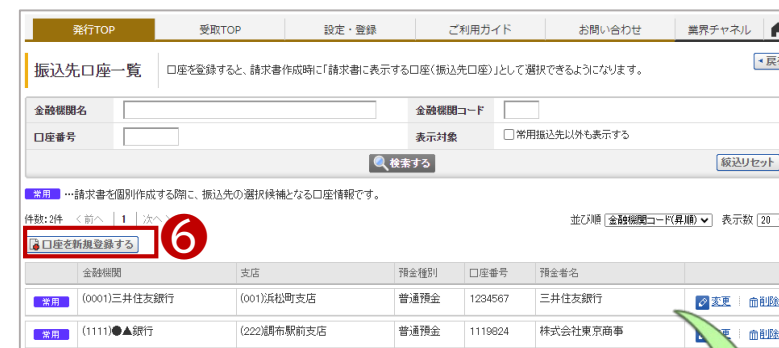 発行TOP 受取TOP 設定・登録 ご利用ガイド お問い合わせ 業界チャネル
振込先口座一覧 口座を登録すると、請求書作成時に「請求書に表示する口座(振込先口座)」として選択できるようになります。
金融機関名 金融機関コード
口座番号 表示対象 常用振込先以外も表示する
検索する 絞込リセット
常用 …請求書を個別作成する際に、振込先の選択候補となる口座情報です。
件数:2件 < 前へ | 1 | 次へ 並び順 金融機関コード(昇順) 表示数 20
口座を新規登録する 6
金融機関 支店 預金種別 口座番号 預金者名
常用 (0001)三井住友銀行 (001)浜松町支店 普通預金 1234567 三井住友銀行 変更 削除
常用 (1111)●▲銀行 (222)調布駅前支店 普通預金 1119824 株式会社東京商事 更 削除